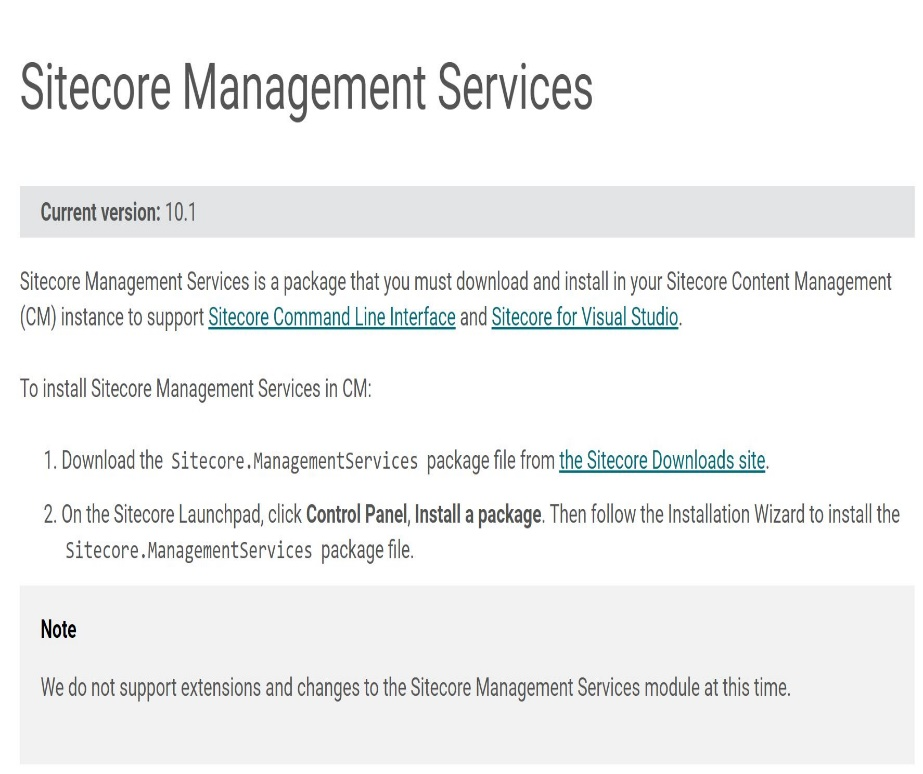 Sitecore Management Services
Current version: 10.1
Sitecore Management Services is a package that you must download and install in your Sitecore Content Management
(CM) instance to support Sitecore Command Line Interface and Sitecore for Visual Studio.
To install Sitecore Management Services in CM:
1. Download the Sitecore.ManagementServices package file from the Sitecore Downloads site.
2. On the Sitecore Launchpad, click Control Panel, Install a package. Then follow the Installation Wizard to install the
Sitecore.ManagementServices package file.
Note
We do not support extensions and changes to the Sitecore Management Services module at this time.